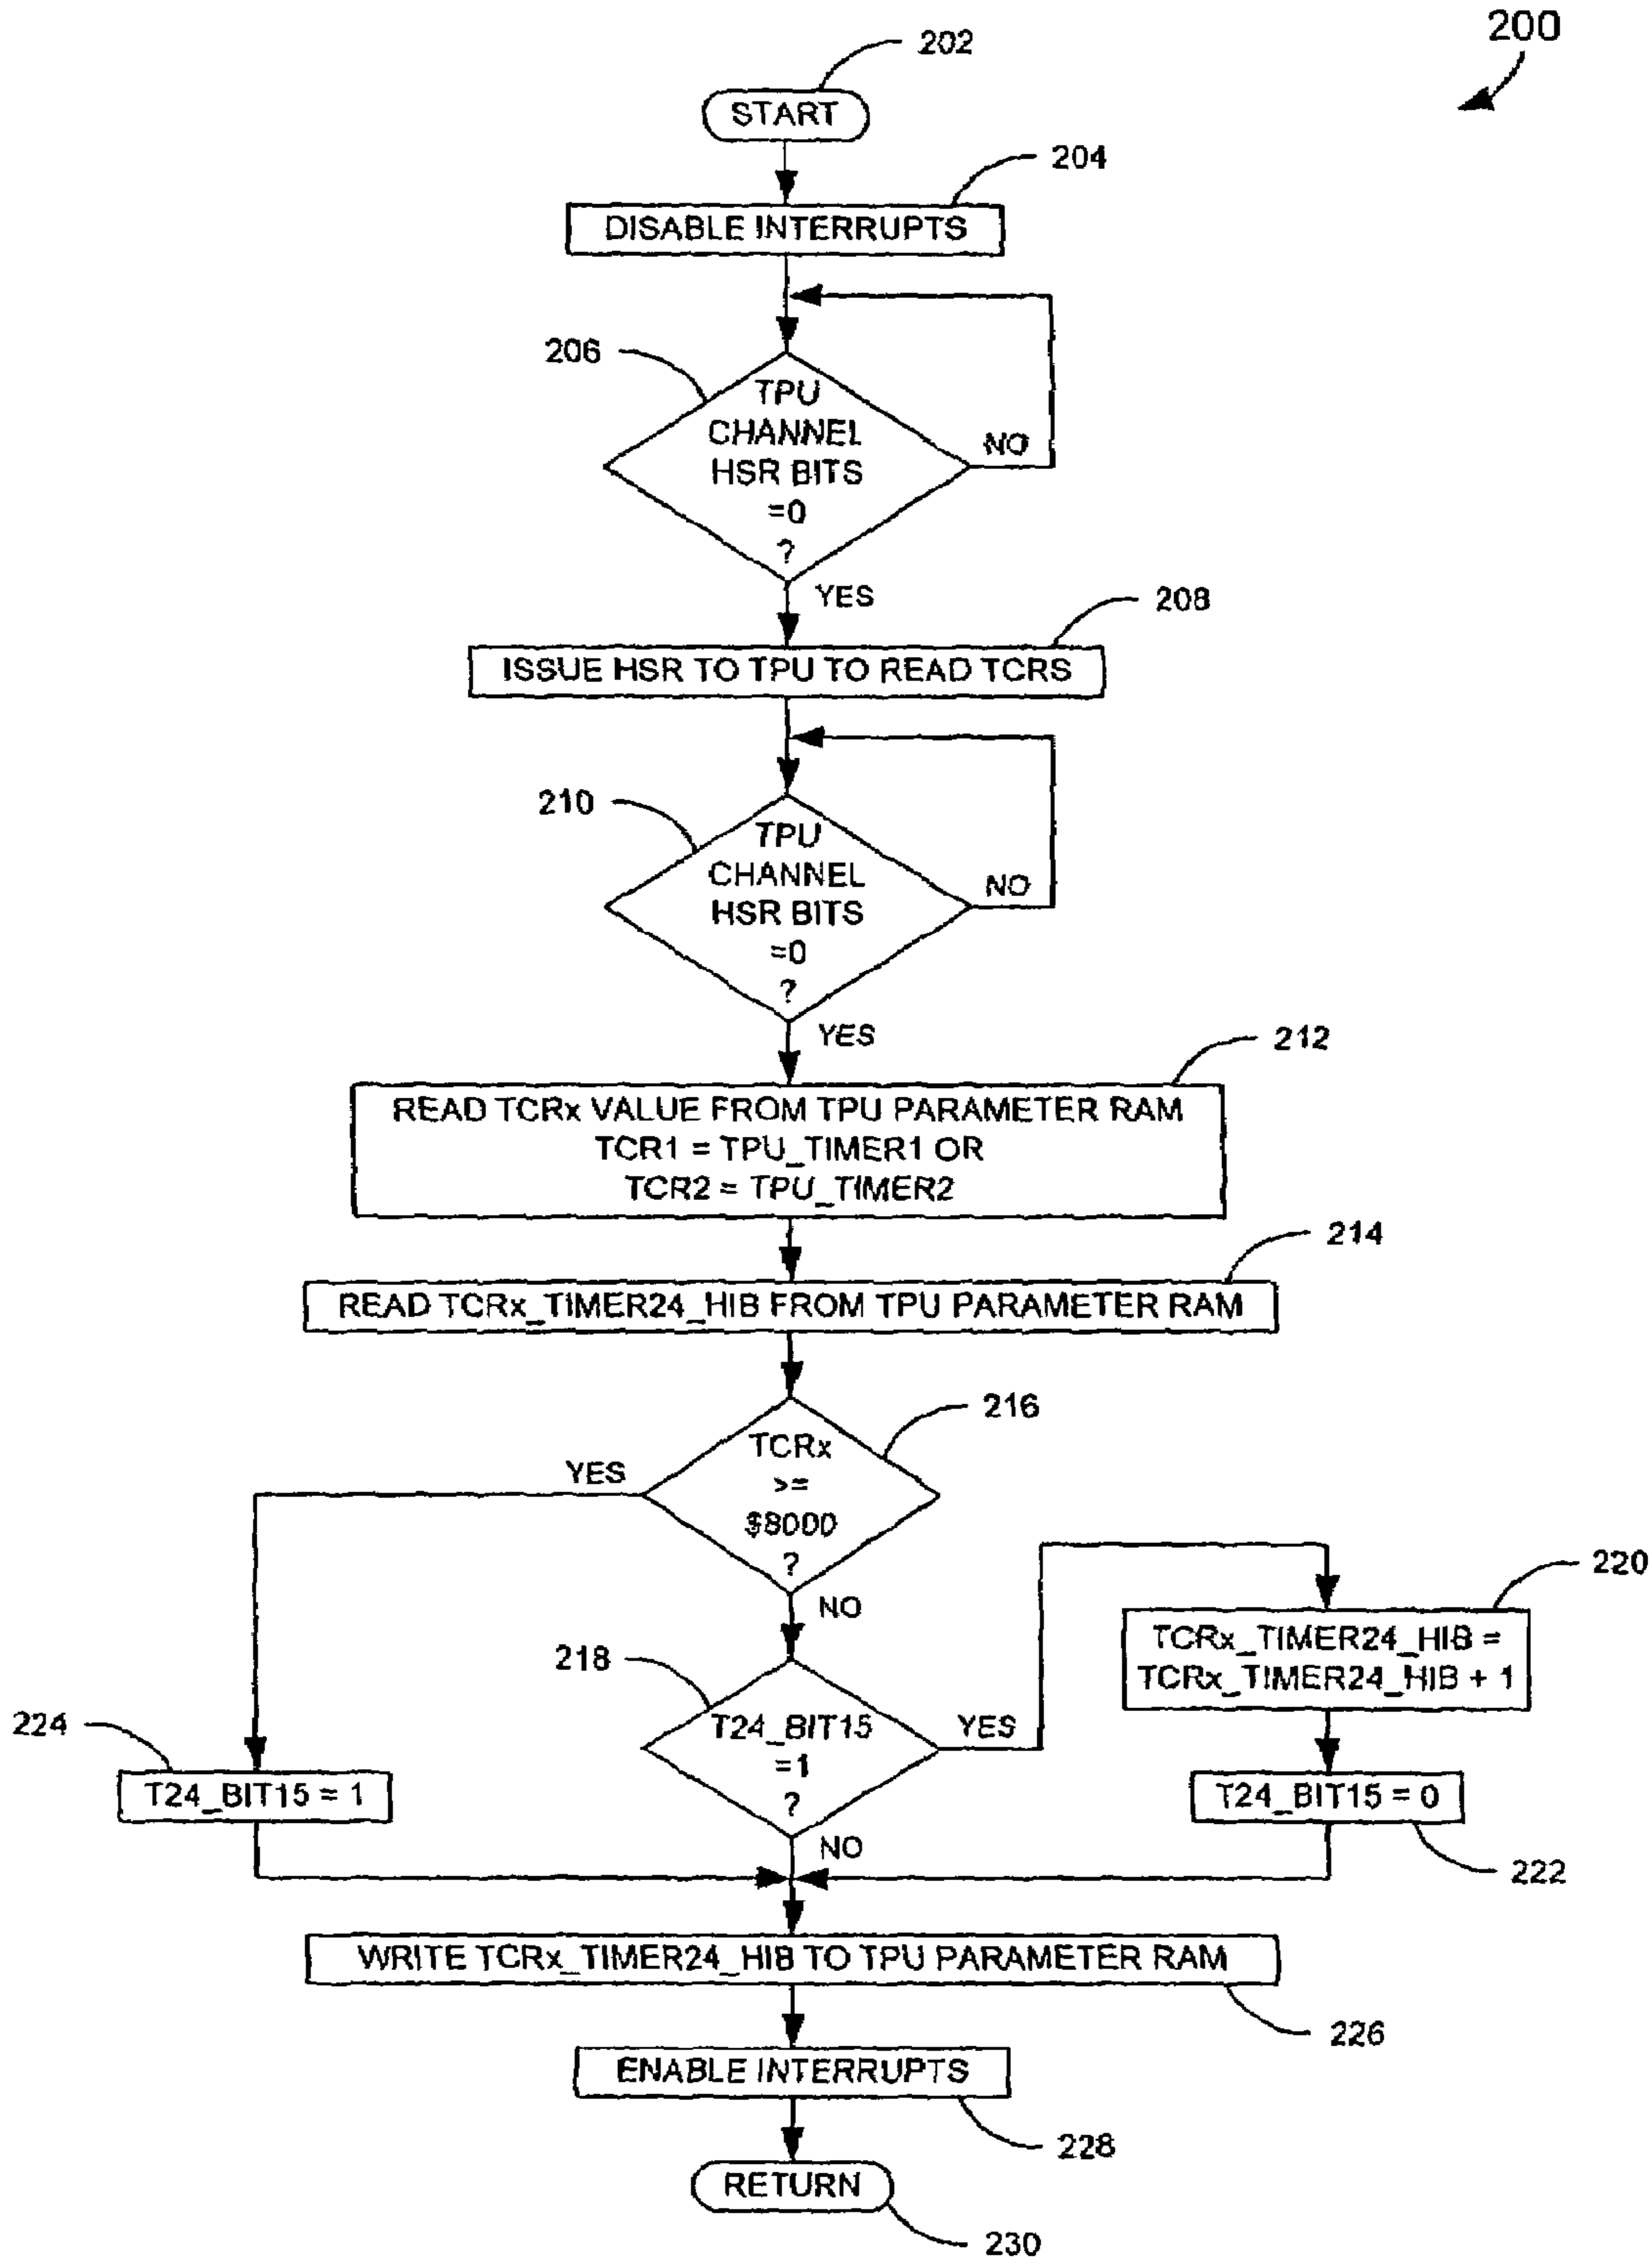 200
202
START
204
DISABLE INTERRUPTS
206
TPU
CHANNEL
HSR BITS
=0
?
NO
YES
208
ISSUE HSR TO TPU TO READ TCRS
210
TPU
CHANNEL
HSR BITS
=0
?
NO
YES
212
READ TCRx VALUE FROM TPU PARAMETER RAM
TCR1 = TPU_TIMER1 OR
TCR2 = TPU_TIMER2
214
READ TCRx_TIMER24_HIB FROM TPU PARAMETER RAM
216
TCRx
>=
$8000
?
YES
NO
218
T24_BIT15
=1
?
YES
NO
220
TCRx_TIMER24_HIB =
TCRx_TIMER24_HIB + 1
224
T24_BIT15 = 1
T24_BIT15 = 0
222
WRITE TCRx_TIMER24_HIB TO TPU PARAMETER RAM
226
ENABLE INTERRUPTS
228
RETURN
230